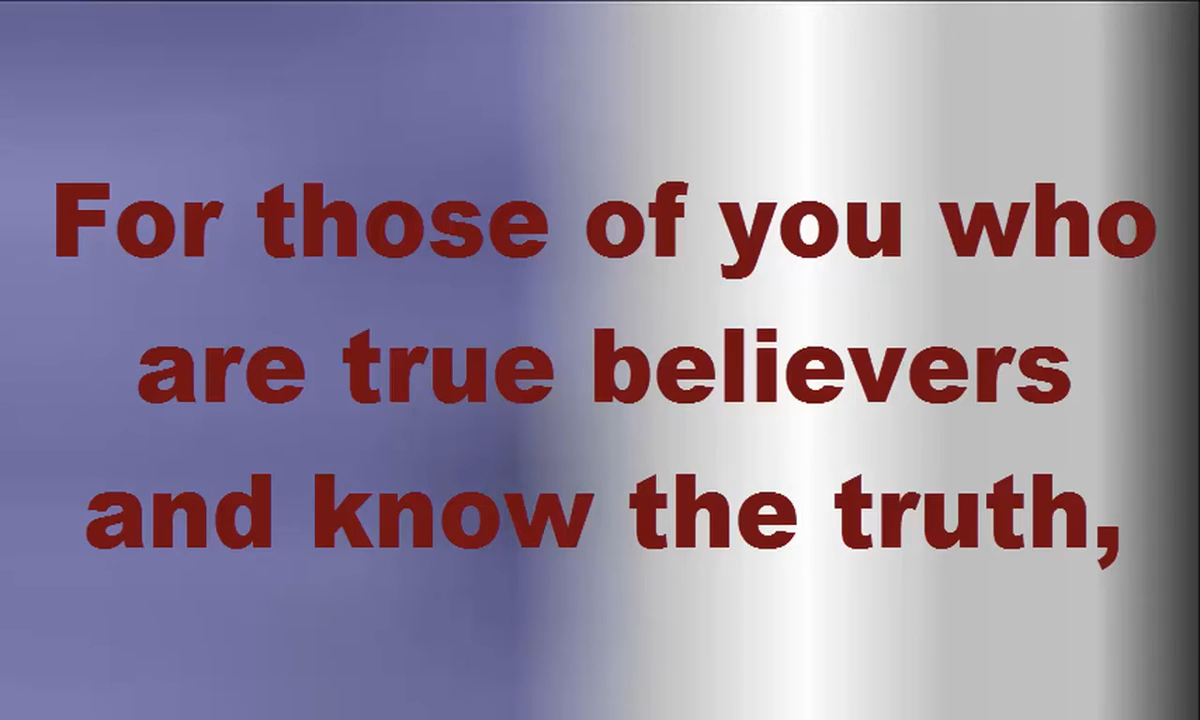 For those of you who
are true believers
and know the truth,